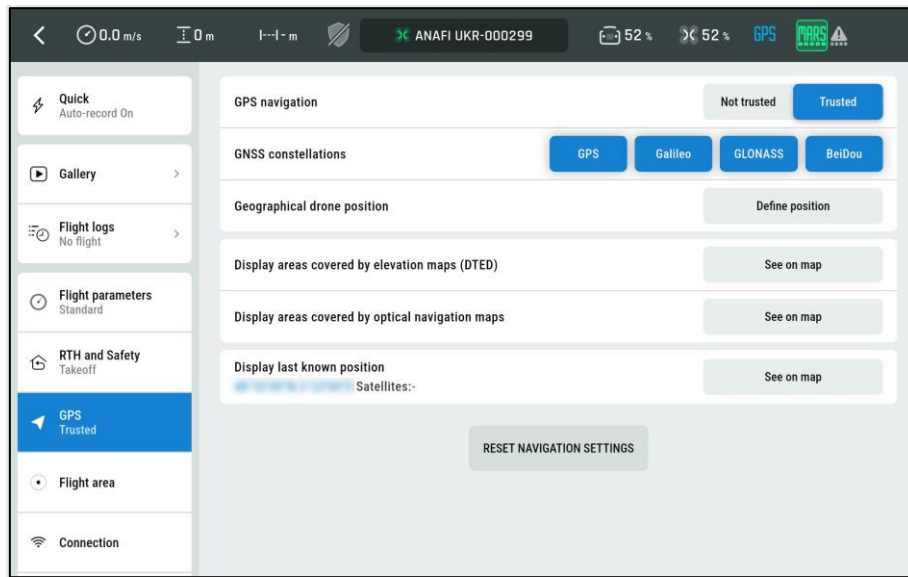 0.0 m/s
0 m
- m
ANAFI UKR-000299
52 %
52 %
GPS
MARS
Quick
Auto-record On
Gallery
Flight logs
No flight
Flight parameters
Standard
RTH and Safety
Takeoff
GPS
Trusted
Flight area
Connection
GPS navigation
Not trusted
Trusted
GNSS constellations
GPS
Galileo
GLONASS
BeiDou
Geographical drone position
Define position
Display areas covered by elevation maps (DTED)
See on map
Display areas covered by optical navigation maps
See on map
Display last known position
Satellites:-
See on map
RESET NAVIGATION SETTINGS